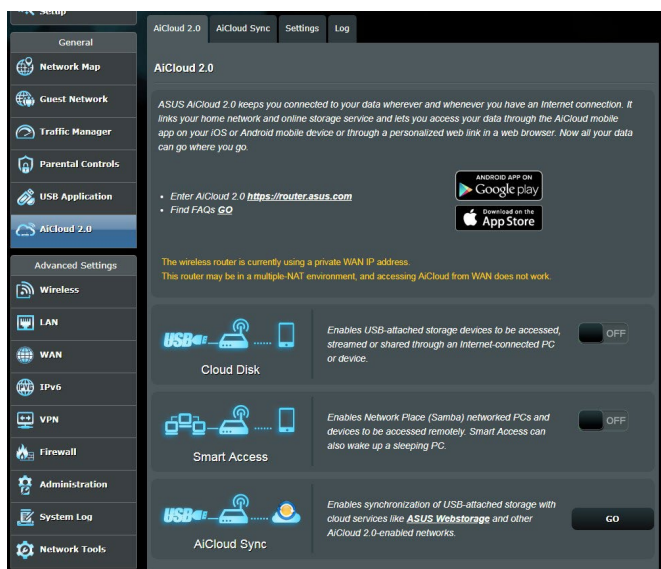 Setup
General
Network Map
Guest Network
Traffic Manager
Parental Controls
USB Application
AiCloud 2.0
Advanced Settings
Wireless
LAN
WAN
IPv6
VPN
Firewall
Administration
System Log
Network Tools
AiCloud 2.0 AiCloud Sync Settings Log
AiCloud 2.0
ASUS AiCloud 2.0 keeps you connected to your data wherever and whenever you have an Internet connection. It
links your home network and online storage service and lets you access your data through the AiCloud mobile
app on your iOS or Android mobile device or through a personalized web link in a web browser. Now all your data
can go where you go.
• Enter AiCloud 2.0 https://router.asus.com
• Find FAQs GO
ANDROID APP ON
Google play
Download on the
App Store
The wireless router is currently using a private WAN IP address.
This router may be in a multiple-NAT environment, and accessing AiCloud from WAN does not work.
USB
Cloud Disk
Enables USB-attached storage devices to be accessed,
streamed or shared through an Internet-connected PC
or device.
OFF
Smart Access
Enables Network Place (Samba) networked PCs and
devices to be accessed remotely. Smart Access can
also wake up a sleeping PC.
OFF
USB
AiCloud Sync
Enables synchronization of USB-attached storage with
cloud services like ASUS Webstorage and other
AiCloud 2.0-enabled networks.
GO